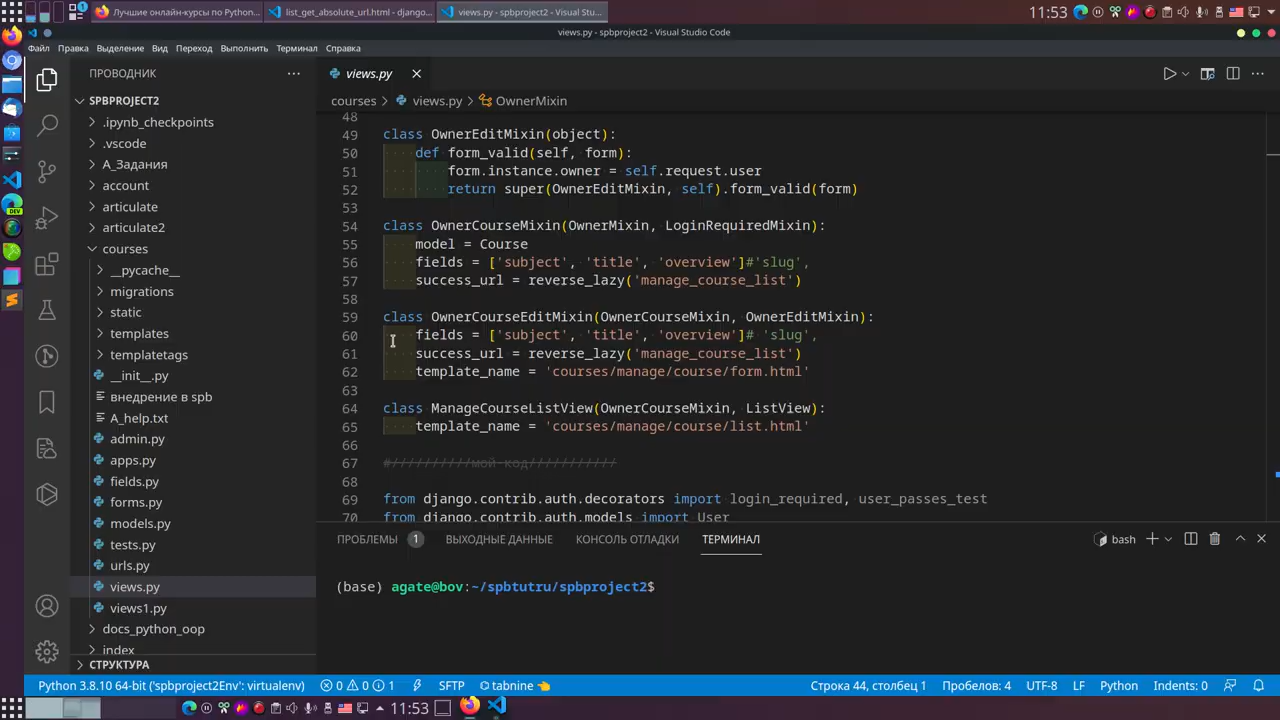 Лучшие онлайн-курсы по Python...
list_get_absolute_url.html - django...
views.py - spbproject2 - Visual Stud...
11:53
views.py - spbproject2 - Visual Studio Code
Файл Правка Выделение Вид Переход Выполнить Терминал Справка
ПРОВОДНИК
SPBPROJECT2
.ipynb_checkpoints
.vscode
A_Задания
account
articulate
articulate2
courses
__pycache__
migrations
static
templates
templatetags
__init__.py
внедрение в spb
A_help.txt
admin.py
apps.py
fields.py
forms.py
models.py
tests.py
urls.py
views.py
views1.py
docs_python_oop
index
СТРУКТУРА
views.py
courses > views.py > OwnerMixin
48
49 class OwnerEditMixin(object):
50 def form_valid(self, form):
51 form.instance.owner = self.request.user
52 return super(OwnerEditMixin, self).form_valid(form)
53
54 class OwnerCourseMixin(OwnerMixin, LoginRequiredMixin):
55 model = Course
56 fields = ['subject', 'title', 'overview']#'slug',
57 success_url = reverse_lazy('manage_course_list')
58
59 class OwnerCourseEditMixin(OwnerCourseMixin, OwnerEditMixin):
60 fields = ['subject', 'title', 'overview']# 'slug',
61 success_url = reverse_lazy('manage_course_list')
62 template_name = 'courses/manage/course/form.html'
63
64 class ManageCourseListView(OwnerCourseMixin, ListView):
65 template_name = 'courses/manage/course/list.html'
66
67 #//////////мой код///////////
68
69 from django.contrib.auth.decorators import login_required, user_passes_test
70 from django.contrib.auth.models import User
ПРОБЛЕМЫ 1 ВЫХОДНЫЕ ДАННЫЕ КОНСОЛЬ ОТЛАДКИ ТЕРМИНАЛ
bash
(base) agate@bov:~/spbtutru/spbproject2$
DEV
Python 3.8.10 64-bit ('spbproject2Env': virtualenv) 0 0 1 SFTP tabnine Строка 44, столбец 1 Пробелов: 4 UTF-8 LF Python Indents: 0
11:53